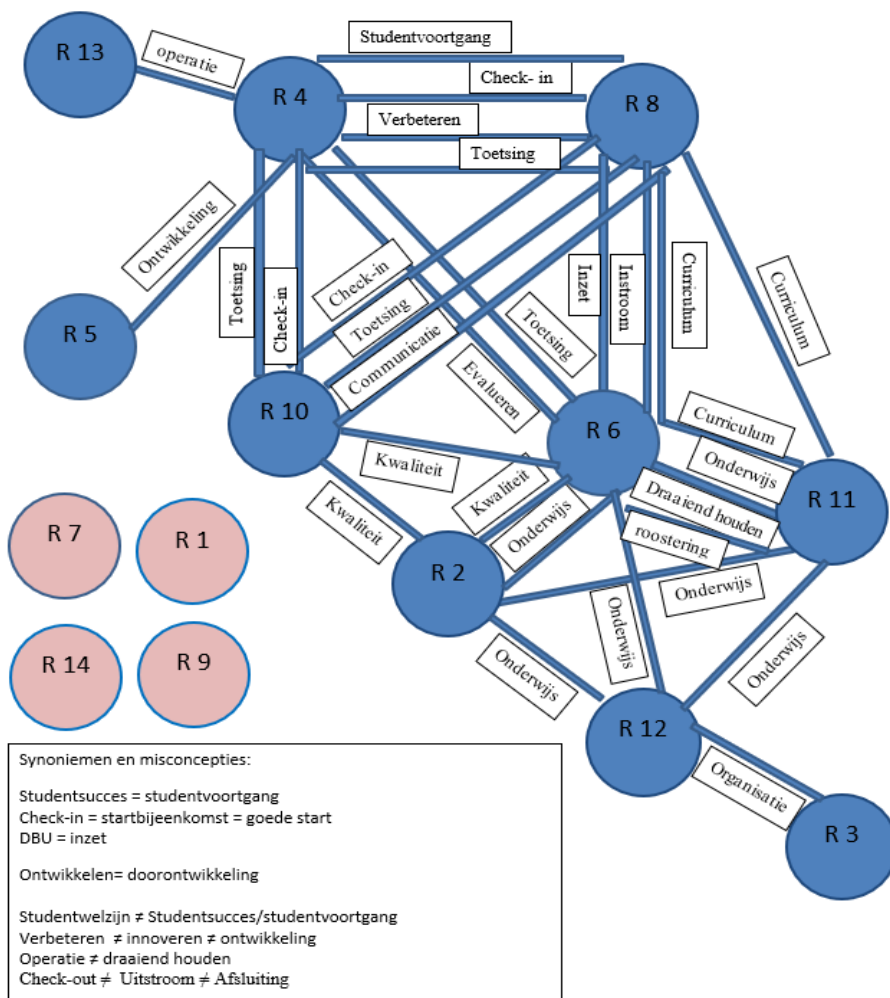 Studentvoortgang
R 13
operatie
Check- in
R 4
R 8
Verbeteren
Toetsing
Ontwikkeling
Toetsing
Check-in
Check-in
Toetsing
Communicatie
Inzet
Instroom
Curriculum
Curriculum
R 5
Toetsing
Evalueren
R 10
R 6
Curriculum
Kwaliteit
Onderwijs
Kwaliteit
Draaiend houden
R 11
Kwaliteit
Onderwijs
roostering
R 7
R 1
R 2
Onderwijs
Onderwijs
Onderwijs
Onderwijs
R 14
R 9
R 12
Organisatie
R 3
Synoniemen en misconcepties:
Studentsucces = studentvoortgang
Check-in = startbijeenkomst = goede start
DBU = inzet
Ontwikkelen= doorontwikkeling
Studentwelzijn ≠ Studentsucces/studentvoortgang
Verbeteren ≠ innoveren ≠ ontwikkeling
Operatie ≠ draaiend houden
Check-out ≠ Uitstroom ≠ Afsluiting